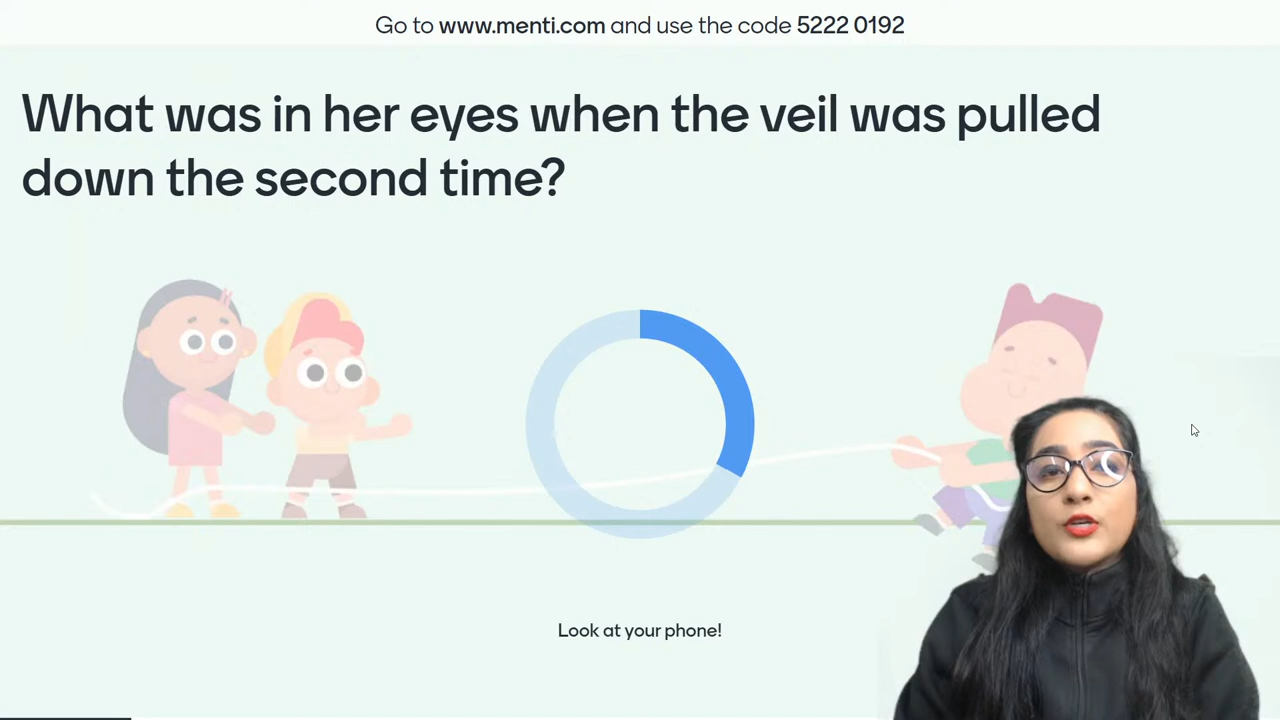 Go to www.menti.com and use the code 5222 0192
What was in her eyes when the veil was pulled
down the second time?
Look at your phone!